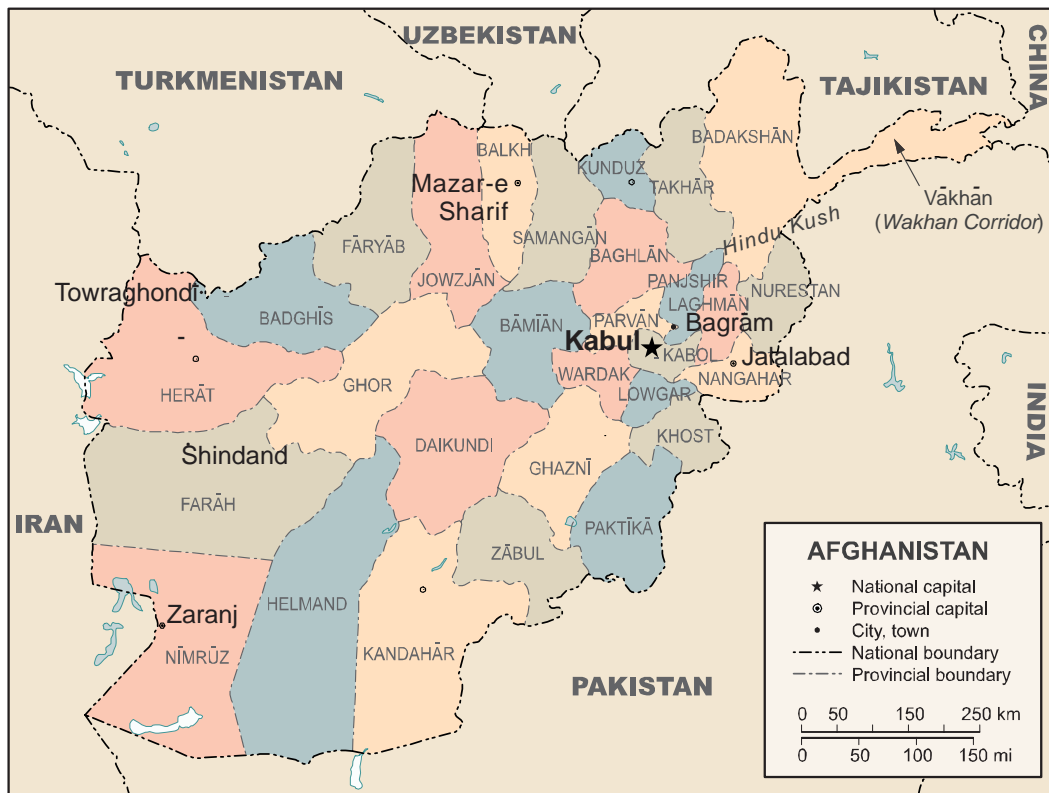 UZBEKISTAN
CHINA
TURKMENISTAN
TAJIKISTAN
BADAKSHĀN
BALKH
KUNDUZ
TAKHĀR
Mazar-e
Sharif
Vākhān
(Wakhan Corridor)
Hindu Kush
FĀRYĀB
SAMANGĀN
BAGHLĀN
JOWZJĀN
PANJSHIR
NURESTAN
Towraghondi
LAGHMĀN
BADGHĪS
BĀMĪĀN
PARVĀN
Bagrām
Kabul
KABOL
Jalalabad
HERĀT
GHOR
WARDAK
NANGAHAR
LOWGAR
INDIA
DAIKUNDI
KHOST
Shindand
GHAZNĪ
FARĀH
IRAN
PAKTĪKĀ
ZĀBUL
HELMAND
Zaranj
NĪMRŪZ
KANDAHĀR
PAKISTAN
AFGHANISTAN
National capital
Provincial capital
City, town
National boundary
Provincial boundary
0 50 150 250 km
0 50 100 150 mi